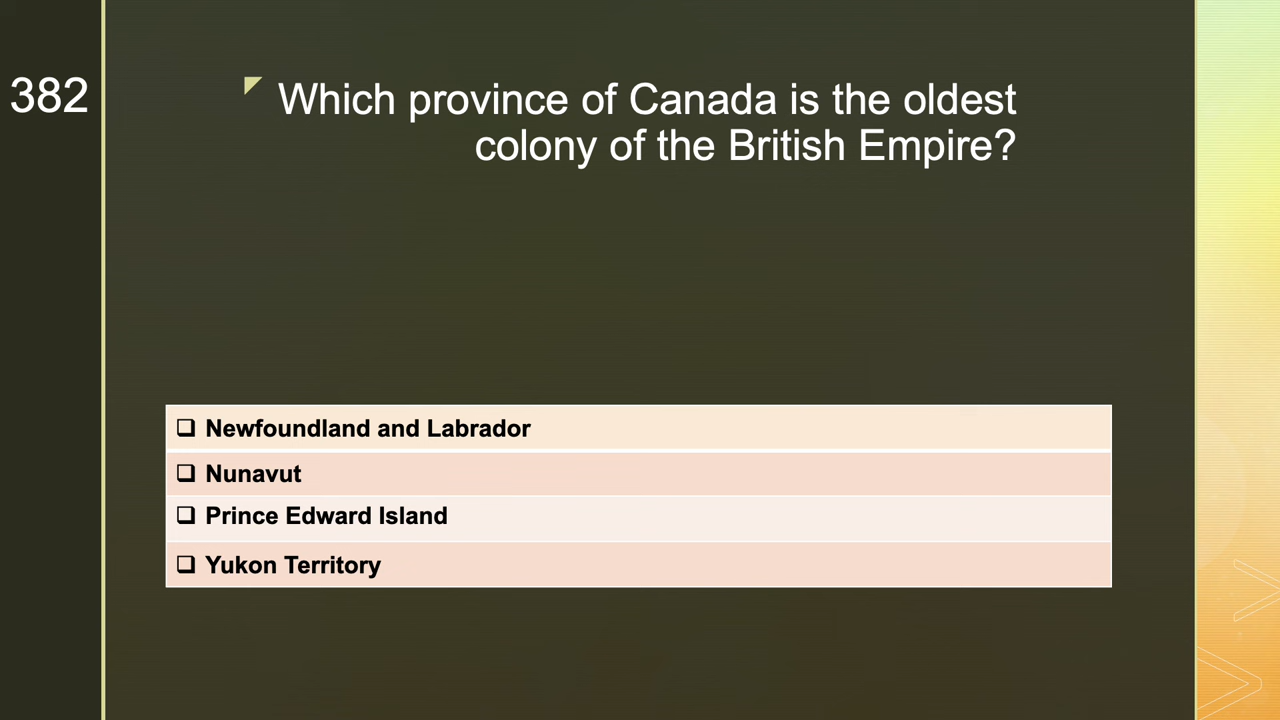 382
Which province of Canada is the oldest
colony of the British Empire?
❑ Newfoundland and Labrador
❑ Nunavut
❑ Prince Edward Island
❑ Yukon Territory